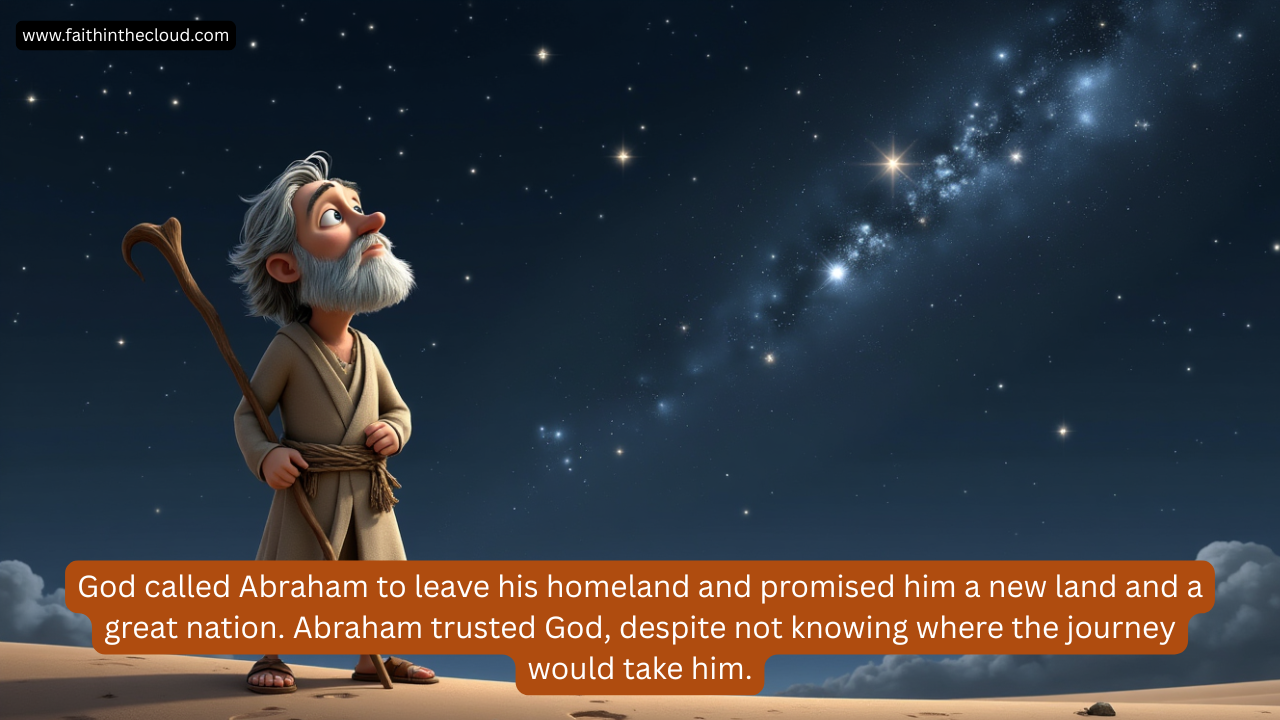 www.faithinthecloud.com
God called Abraham to leave his homeland and promised him a new land and a
great nation. Abraham trusted God, despite not knowing where the journey
would take him.